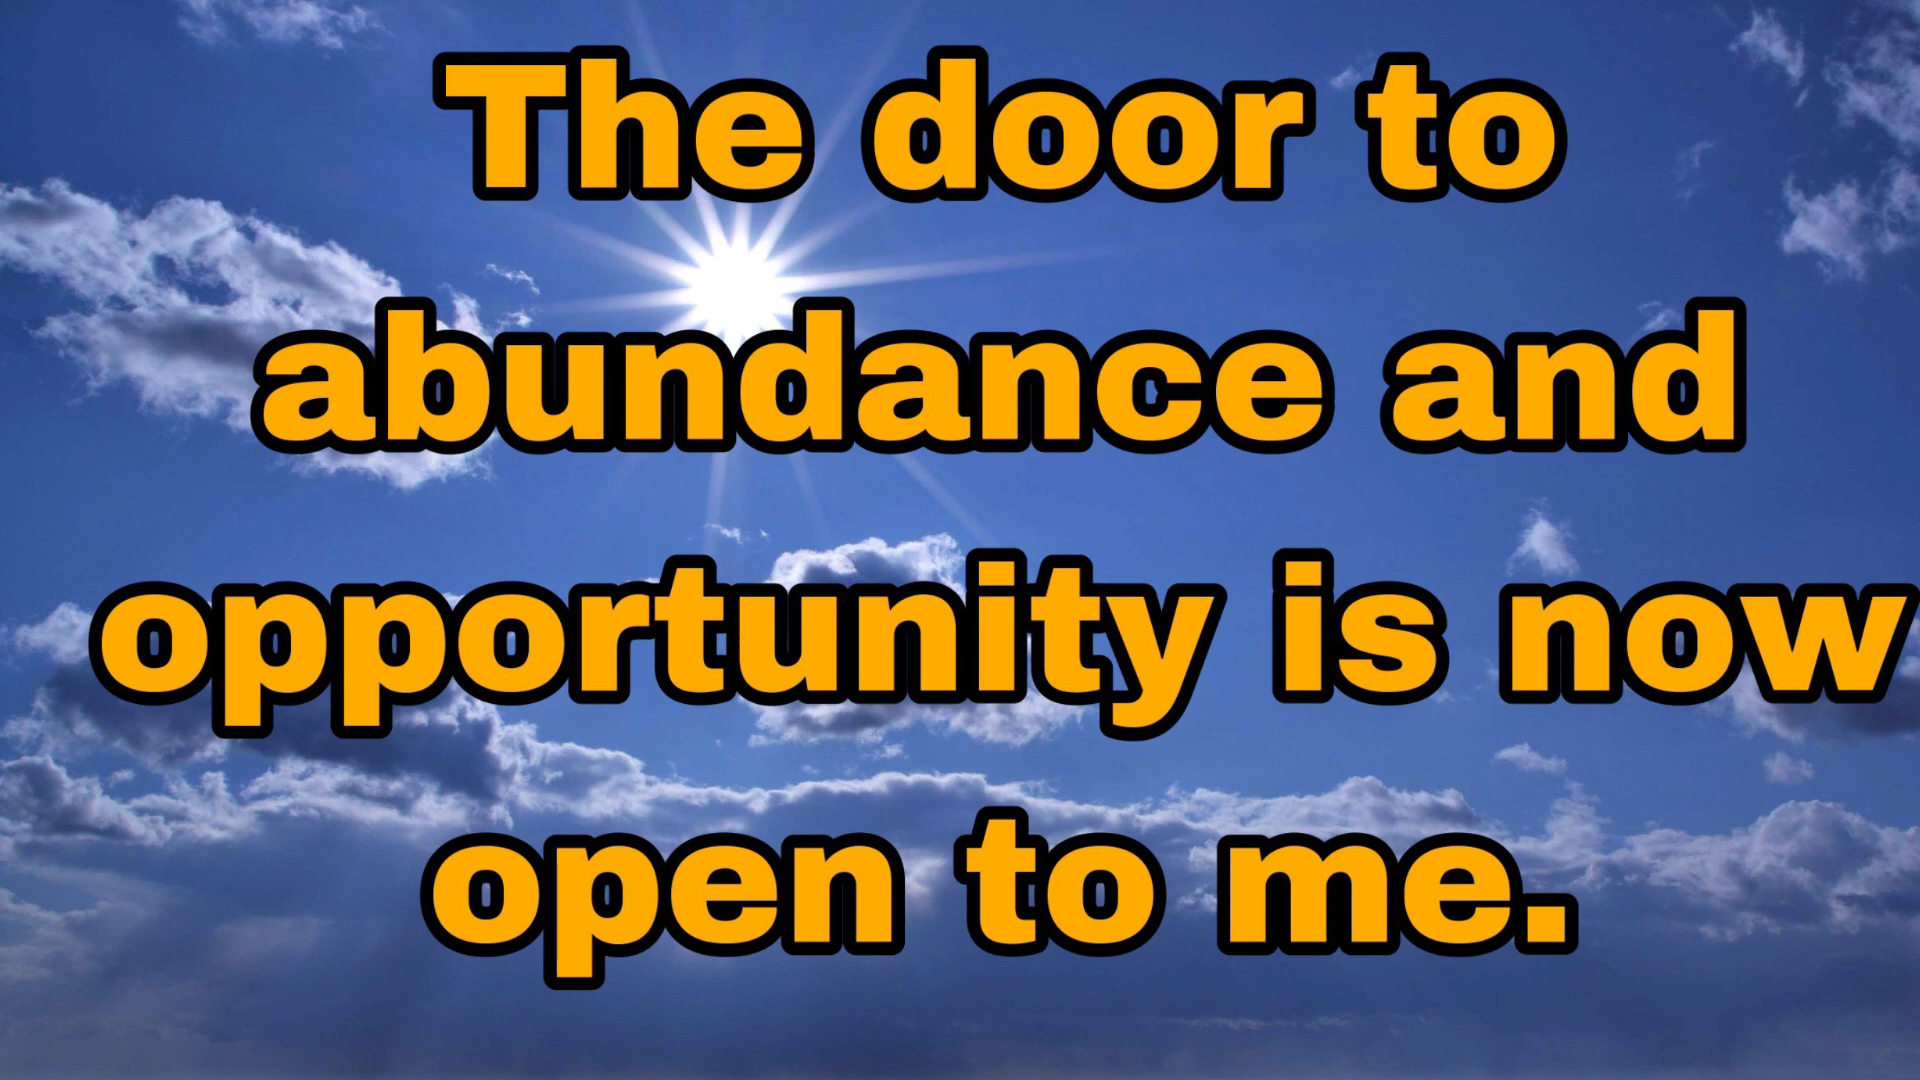 The door to
abundance and
opportunity is now
open to me.